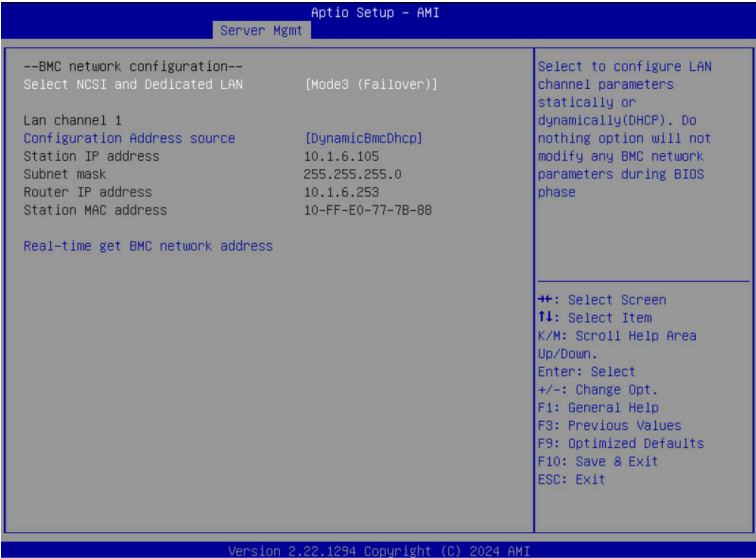 Aptio Setup - AMI
Server Mgmt
--BMC network configuration--
Select NCSI and Dedicated LAN [Mode3 (Failover)]
Lan channel 1
Configuration Address source [DynamicBmcDhcp]
Station IP address 10.1.6.105
Subnet mask 255.255.255.0
Router IP address 10.1.6.253
Station MAC address 10-FF-E0-77-7B-88
Real-time get BMC network address
Select to configure LAN
channel parameters
statically or
dynamically(DHCP). Do
nothing option will not
modify any BMC network
parameters during BIOS
phase
→←: Select Screen
↑↓: Select Item
K/M: Scroll Help Area
Up/Down.
Enter: Select
+/-: Change Opt.
F1: General Help
F3: Previous Values
F9: Optimized Defaults
F10: Save & Exit
ESC: Exit
Version 2.22.1294 Copyright (C) 2024 AMI